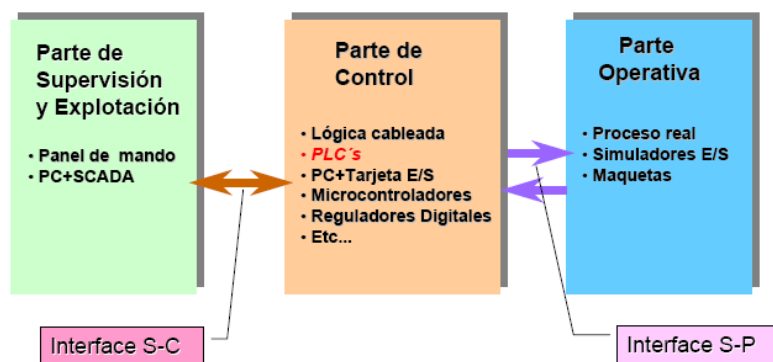 Parte de
Supervisión
y Explotación
• Panel de mando
• PC+SCADA
Parte de
Control
• Lógica cableada
• PLC´s
• PC+Tarjeta E/S
• Microcontroladores
• Reguladores Digitales
• Etc...
Parte
Operativa
• Proceso real
• Simuladores E/S
• Maquetas
Interface S-C
Interface S-P